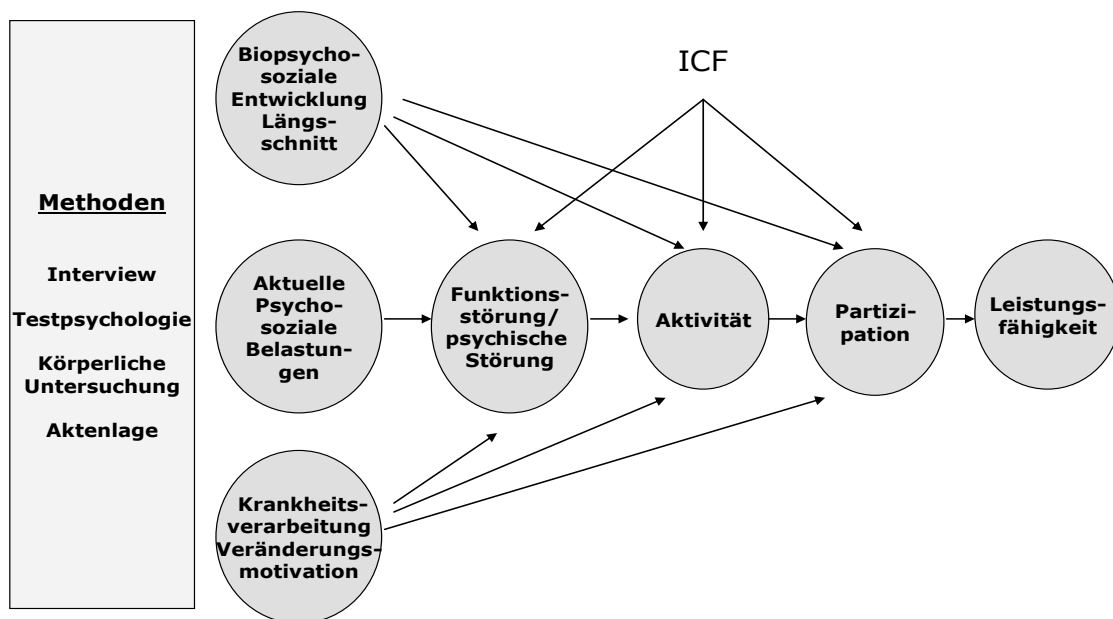 Methoden
Interview
Testpsychologie
Körperliche
Untersuchung
Aktenlage
Biopsycho-
soziale
Entwicklung
Längs-
schnitt
Aktuelle
Psycho-
soziale
Belastun-
gen
Krankheits-
verarbeitung
Veränderungs-
motivation
ICF
Funktions-
störung/
psychische
Störung
Aktivität
Partizi-
pation
Leistungs-
fähigkeit